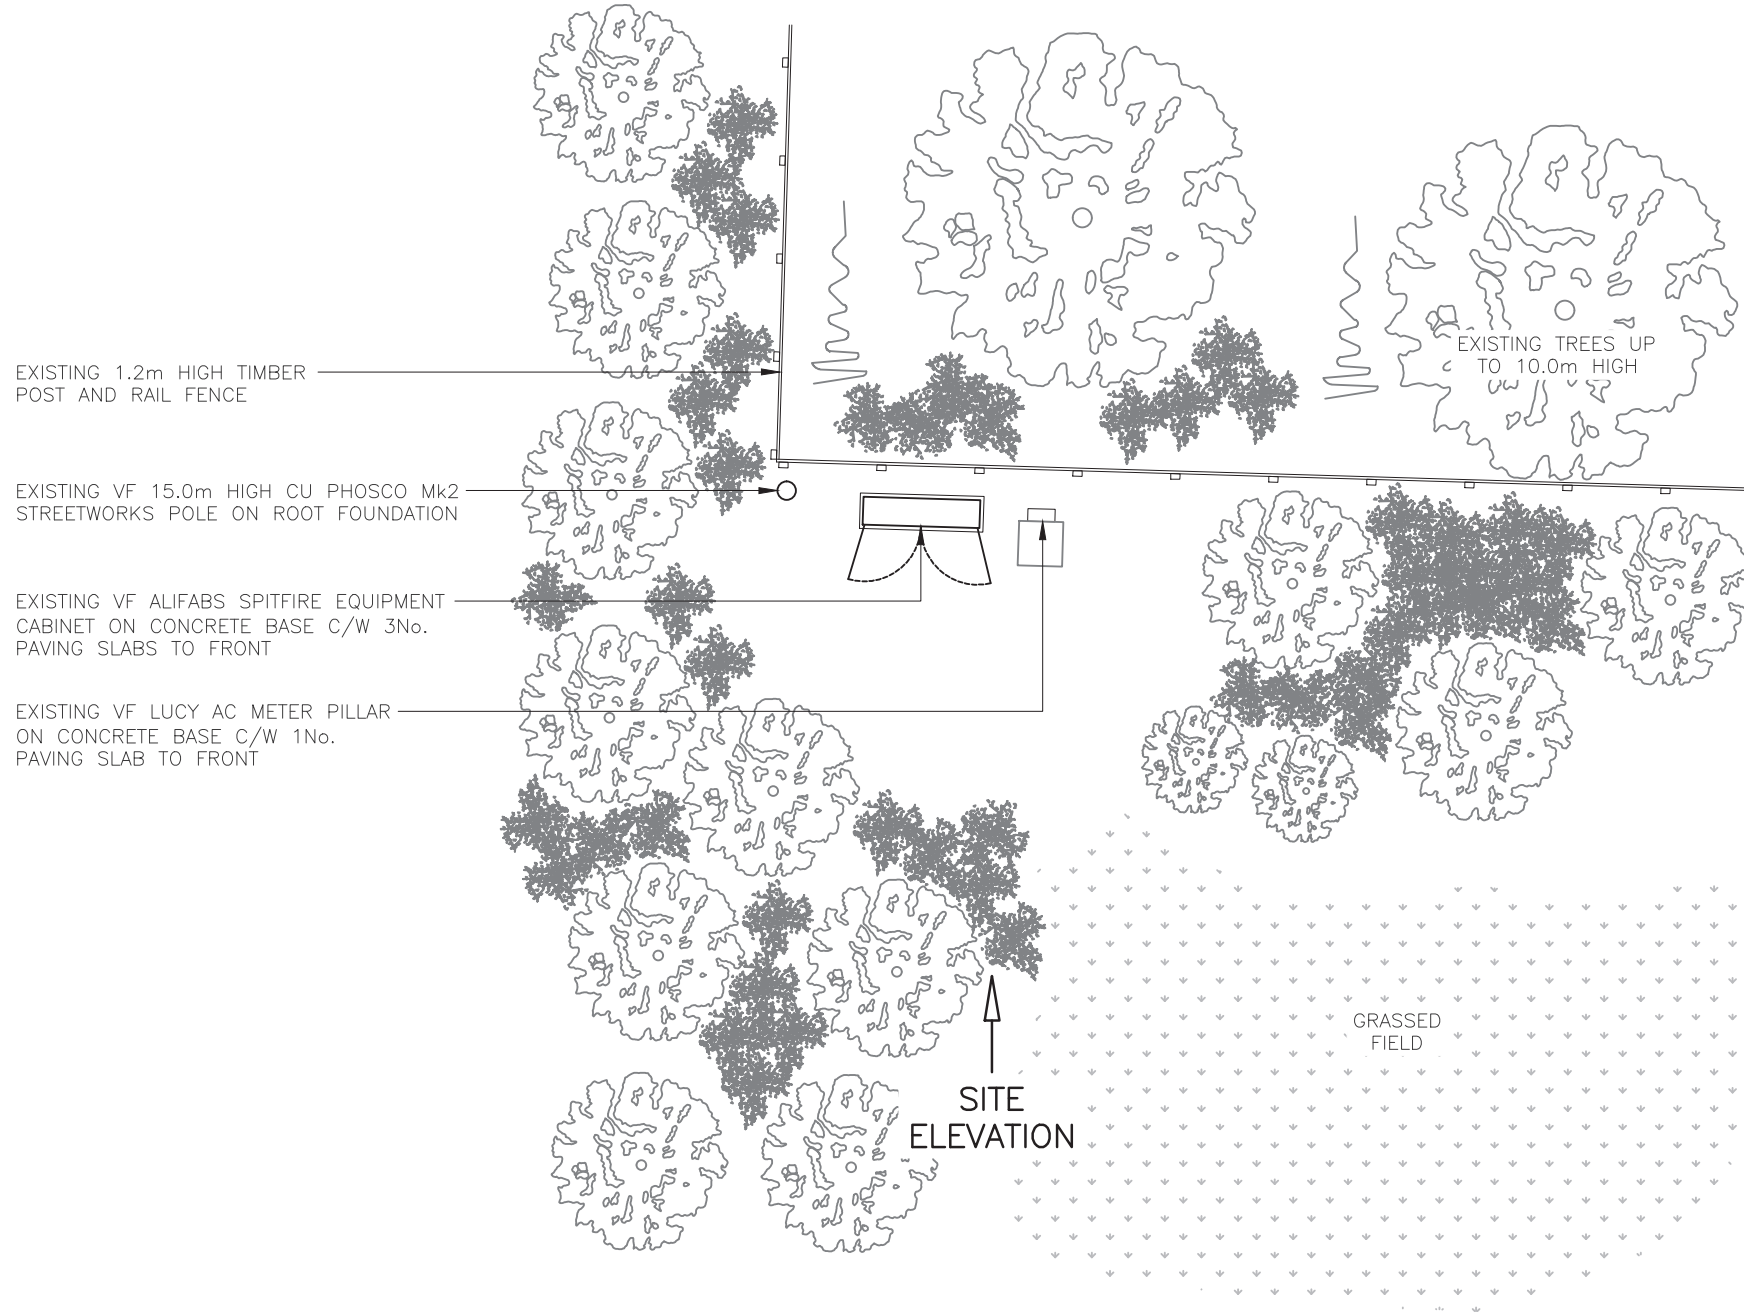 EXISTING TREES UP
TO 10.0m HIGH
EXISTING 1.2m HIGH TIMBER
POST AND RAIL FENCE
EXISTING VF 15.0m HIGH CU PHOSCO Mk2
STREETWORKS POLE ON ROOT FOUNDATION
EXISTING VF ALIFABS SPITFIRE EQUIPMENT
CABINET ON CONCRETE BASE C/W 3No.
PAVING SLABS TO FRONT
EXISTING VF LUCY AC METER PILLAR
ON CONCRETE BASE C/W 1No.
PAVING SLAB TO FRONT
GRASSED
FIELD
SITE
ELEVATION